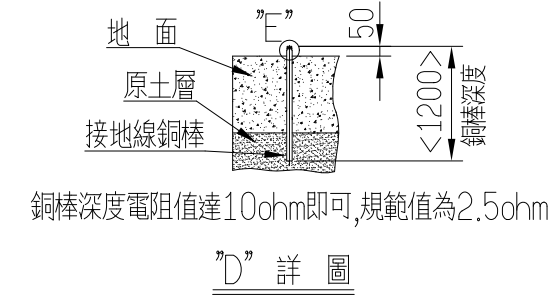 "E"
50
地 面
原土層
接地線銅棒
<1200>
銅棒深度
銅棒深度電阻值達10ohm即可,規範值為2.5ohm
"D" 詳 圖